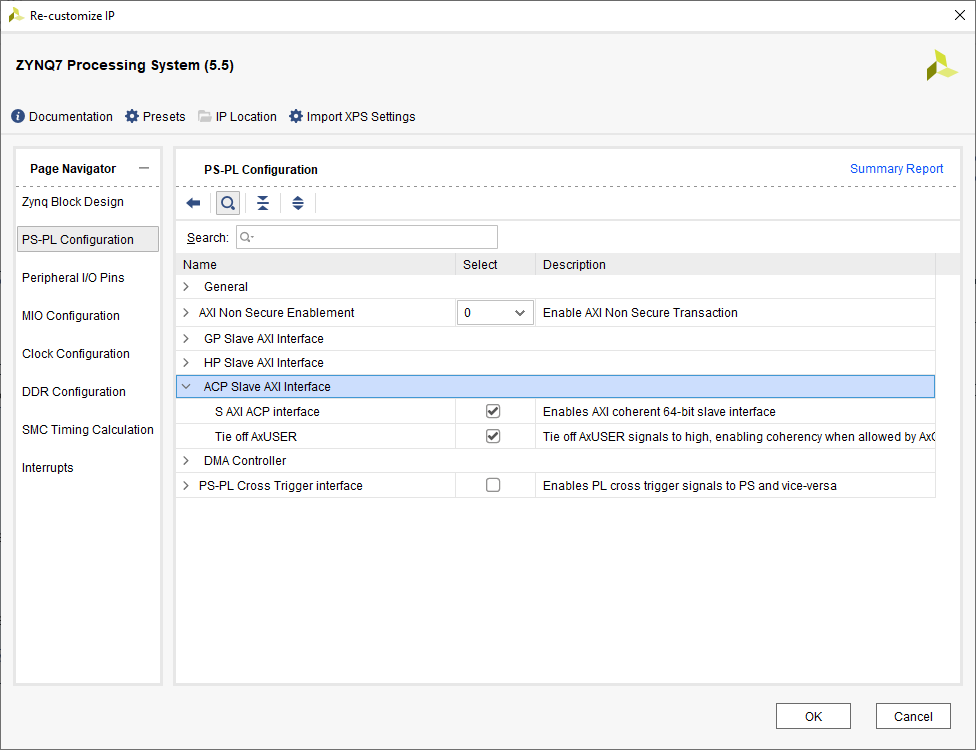 Re-customize IP
ZYNQ7 Processing System (5.5)
Documentation Presets IP Location Import XPS Settings
Page Navigator
Zynq Block Design
PS-PL Configuration
Peripheral I/O Pins
MIO Configuration
Clock Configuration
DDR Configuration
SMC Timing Calculation
Interrupts
PS-PL Configuration Summary Report
Search:
Name Select Description
General
AXI Non Secure Enablement 0 Enable AXI Non Secure Transaction
GP Slave AXI Interface
HP Slave AXI Interface
ACP Slave AXI Interface
S AXI ACP interface Enables AXI coherent 64-bit slave interface
Tie off AxUSER Tie off AxUSER signals to high, enabling coherency when allowed by
DMA Controller
PS-PL Cross Trigger interface Enables PL cross trigger signals to PS and vice-versa
OK Cancel